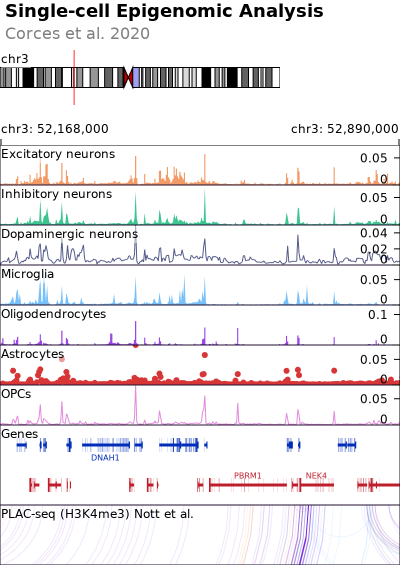 Single-cell Epigenomic Analysis
Corces et al. 2020
chr3
chr3: 52,168,000 chr3: 52,890,000
Excitatory neurons 0.05
0
Inhibitory neurons 0.05
0
Dopaminergic neurons 0.04
0.02
0
Microglia 0.05
0
Oligodendrocytes 0.1
0
Astrocytes 0.05
0
OPCs 0.05
0
Genes
DNAH1
PBRM1 NEK4
PLAC-seq (H3K4me3) Nott et al.